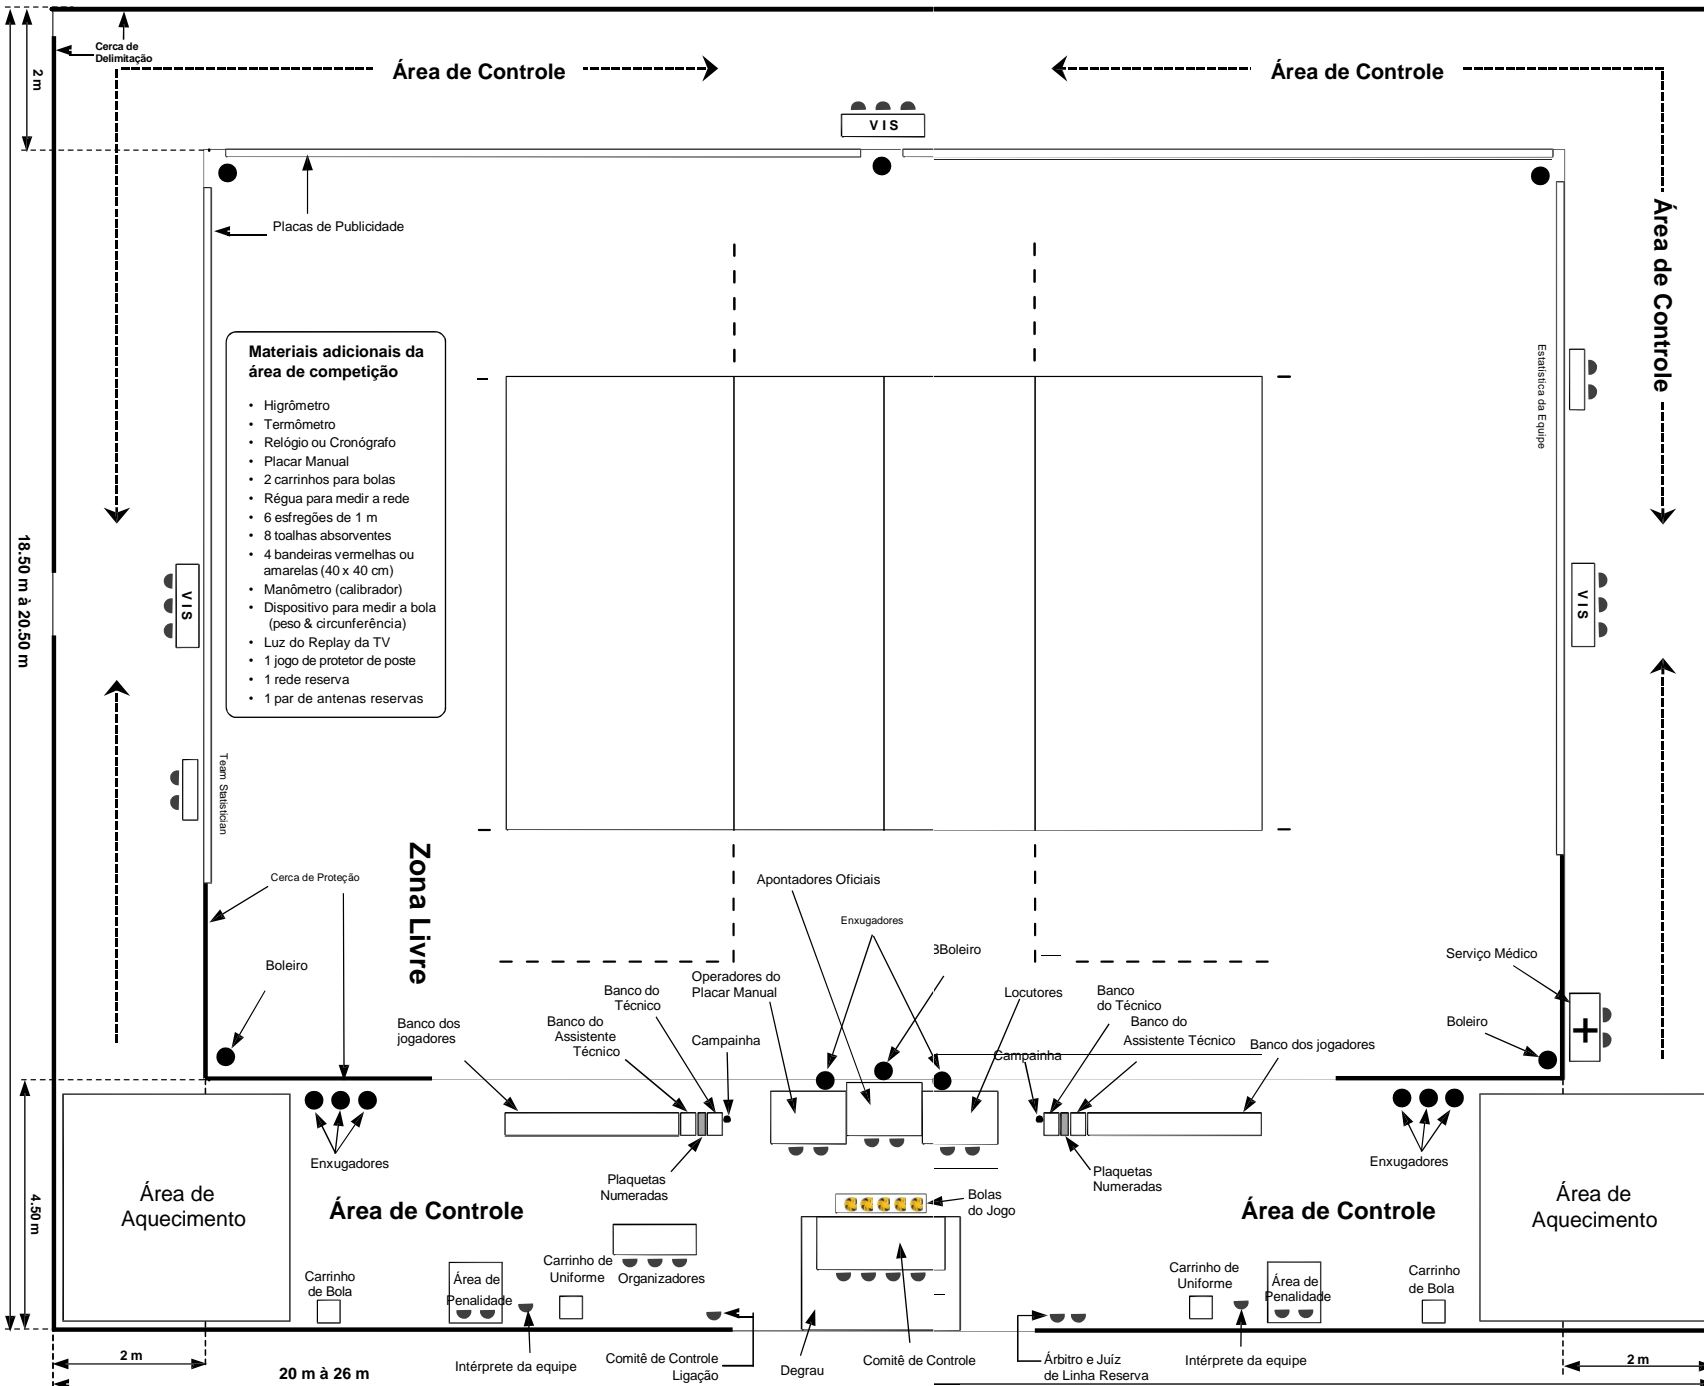 Cerca de
Delimitação
Área de Controle
Área de Controle
2 m
V I S
Placas de Publicidade
Área de Controle
Materiais adicionais da
área de competição
• Higrômetro
• Termômetro
• Relógio ou Cronógrafo
• Placar Manual
• 2 carrinhos para bolas
• Régua para medir a rede
• 6 esfregões de 1 m
• 8 toalhas absorventes
• 4 bandeiras vermelhas ou
amarelas (40 x 40 cm)
• Manômetro (calibrador)
• Dispositivo para medir a bola
(peso & circunferência)
• Luz do Replay da TV
• 1 jogo de protetor de poste
• 1 rede reserva
• 1 par de antenas reservas
Estatística da Equipe
18.50 m à 20.50 m
V I S
V I S
Team Statistician
Zona Livre
Cerca de Proteção
Apontadores Oficiais
Enxugadores
Boleiro
Boleiro
Serviço Médico
Operadores do
Placar Manual
Banco do
Técnico
Locutores
Banco
do Técnico
Banco dos
jogadores
Banco do
Assistente
Técnico
Campainha
Campainha
Banco do
Assistente Técnico
Banco dos jogadores
Boleiro
Enxugadores
Enxugadores
Plaquetas
Numeradas
Plaquetas
Numeradas
4.50 m
Área de
Aquecimento
Área de Controle
Bolas
do Jogo
Área de Controle
Área de
Aquecimento
Carrinho
de Bola
Área de
Penalidade
Carrinho de
Uniforme
Organizadores
Carrinho de
Uniforme
Área de
Penalidade
Carrinho
de Bola
2 m
20 m à 26 m
Intérprete da equipe
Comitê de Controle
Ligação
Degrau
Comitê de Controle
Árbitro e Juíz
de Linha Reserva
Intérprete da equipe
2 m